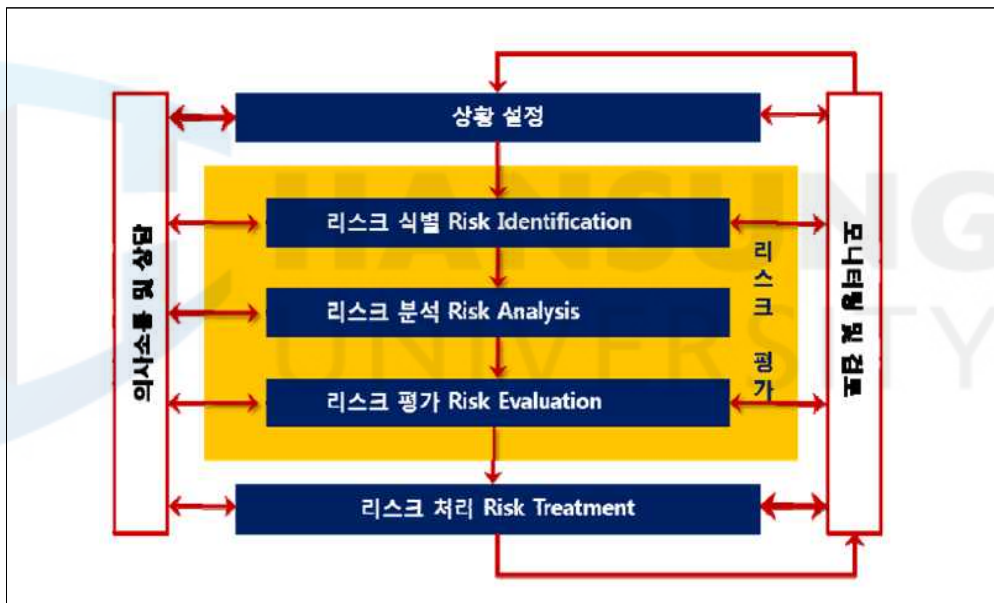 상황 설정
의사소통 및 상담
리스크 식별 Risk Identification
리스크 분석 Risk Analysis
리스크 평가 Risk Evaluation
리스크 평가
모니터링 및 검토
리스크 처리 Risk Treatment
HANSUNG
UNIVERSITY